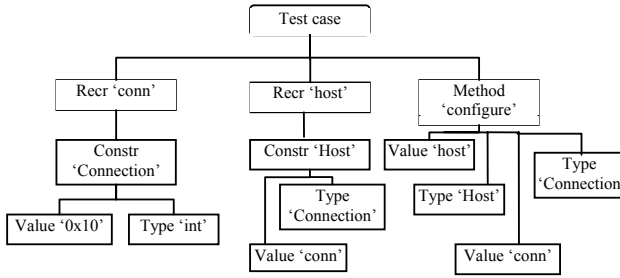 Test case
Recr ‘conn’
Recr ‘host’
Method
‘configure’
Constr
‘Connection’
Constr ‘Host’
Value ‘host’
Type
‘Connection
Type
‘Connection’
Type ‘Host’
Value ‘0x10’
Type ‘int’
Value ‘conn’
Value ‘conn’